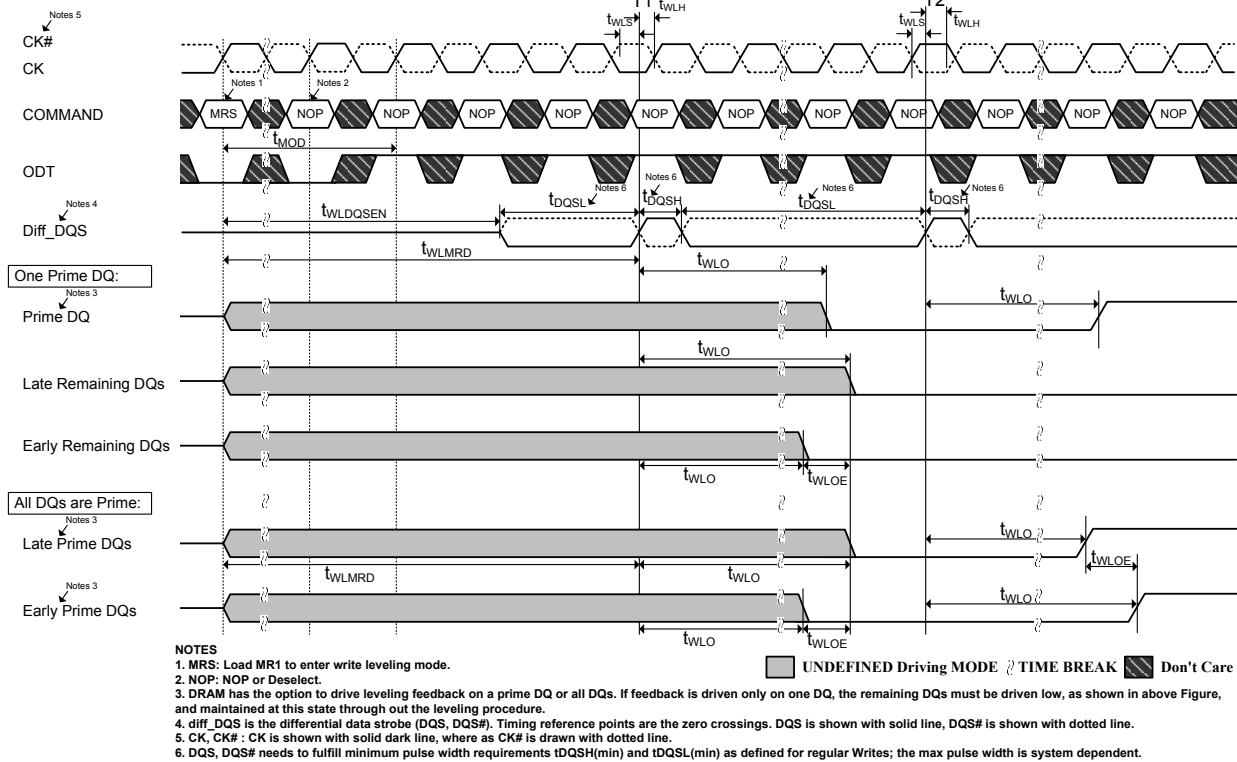 T1
T2
tWLS
tWLH
tWLS
tWLH
Notes 5
CK#
CK
Notes 1
Notes 2
COMMAND
MRS NOP NOP NOP NOP NOP NOP NOP NOP NOP NOP NOP
tMOD
ODT
Notes 6
Notes 6
Notes 6
Notes 6
tDQSL
tDQSH
tDQSL
tDQSH
Notes 4
tWLDQSEN
Diff_DQS
tWLMRD
tWLO
One Prime DQ:
Notes 3
Prime DQ
tWLO
tWLO
Late Remaining DQs
Early Remaining DQs
tWLO
tWLOE
All DQs are Prime:
Notes 3
Late Prime DQs
tWLO
tWLOE
tWLMRD
tWLO
Notes 3
Early Prime DQs
tWLO
tWLO
tWLOE
NOTES
1. MRS: Load MR1 to enter write leveling mode.
2. NOP: NOP or Deselect.
UNDEFINED Driving MODE TIME BREAK Don't Care
3. DRAM has the option to drive leveling feedback on a prime DQ or all DQs. If feedback is driven only on one DQ, the remaining DQs must be driven low, as shown in above Figure,
and maintained at this state through out the leveling procedure.
4. diff_DQS is the differential data strobe (DQS, DQS#). Timing reference points are the zero crossings. DQS is shown with solid line, DQS# is shown with dotted line.
5. CK, CK# : CK is shown with solid dark line, where as CK# is drawn with dotted line.
6. DQS, DQS# needs to fulfill minimum pulse width requirements tDQSH(min) and tDQSL(min) as defined for regular Writes; the max pulse width is system dependent.